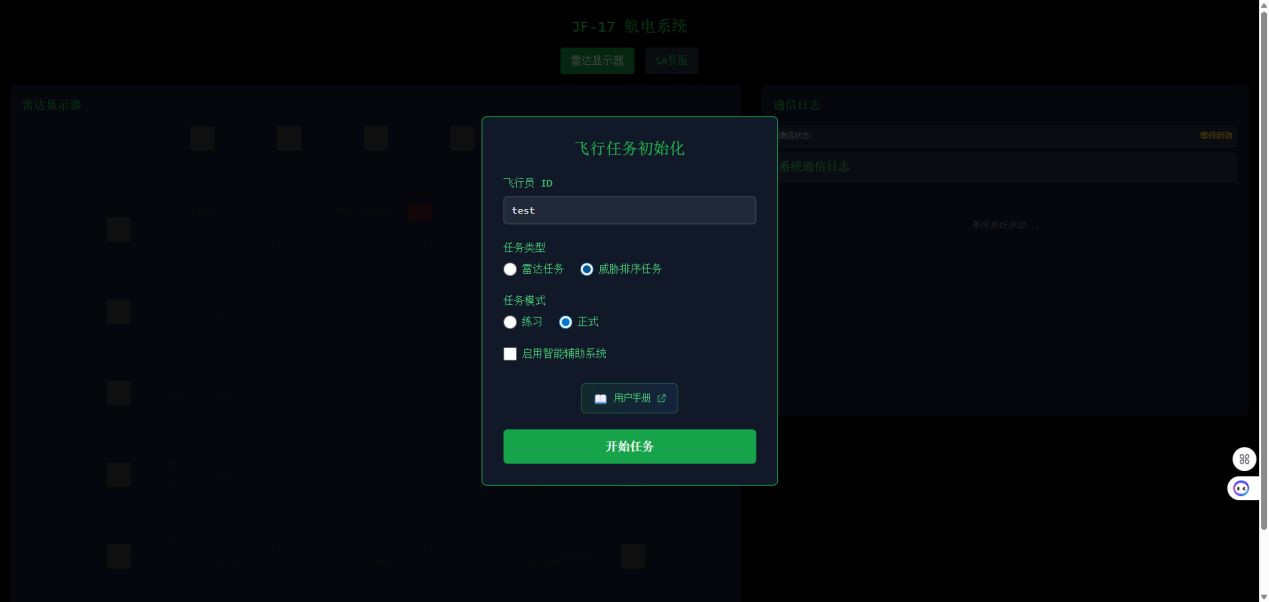 JF-17 航电系统
雷达显示器 SA页面
雷达显示器
通信日志
通信状态: 等待启动
系统通信日志
等待系统启动...
飞行任务初始化
飞行员 ID
test
任务类型
雷达任务 威胁排序任务
任务模式
练习 正式
启用智能辅助系统
用户手册
开始任务